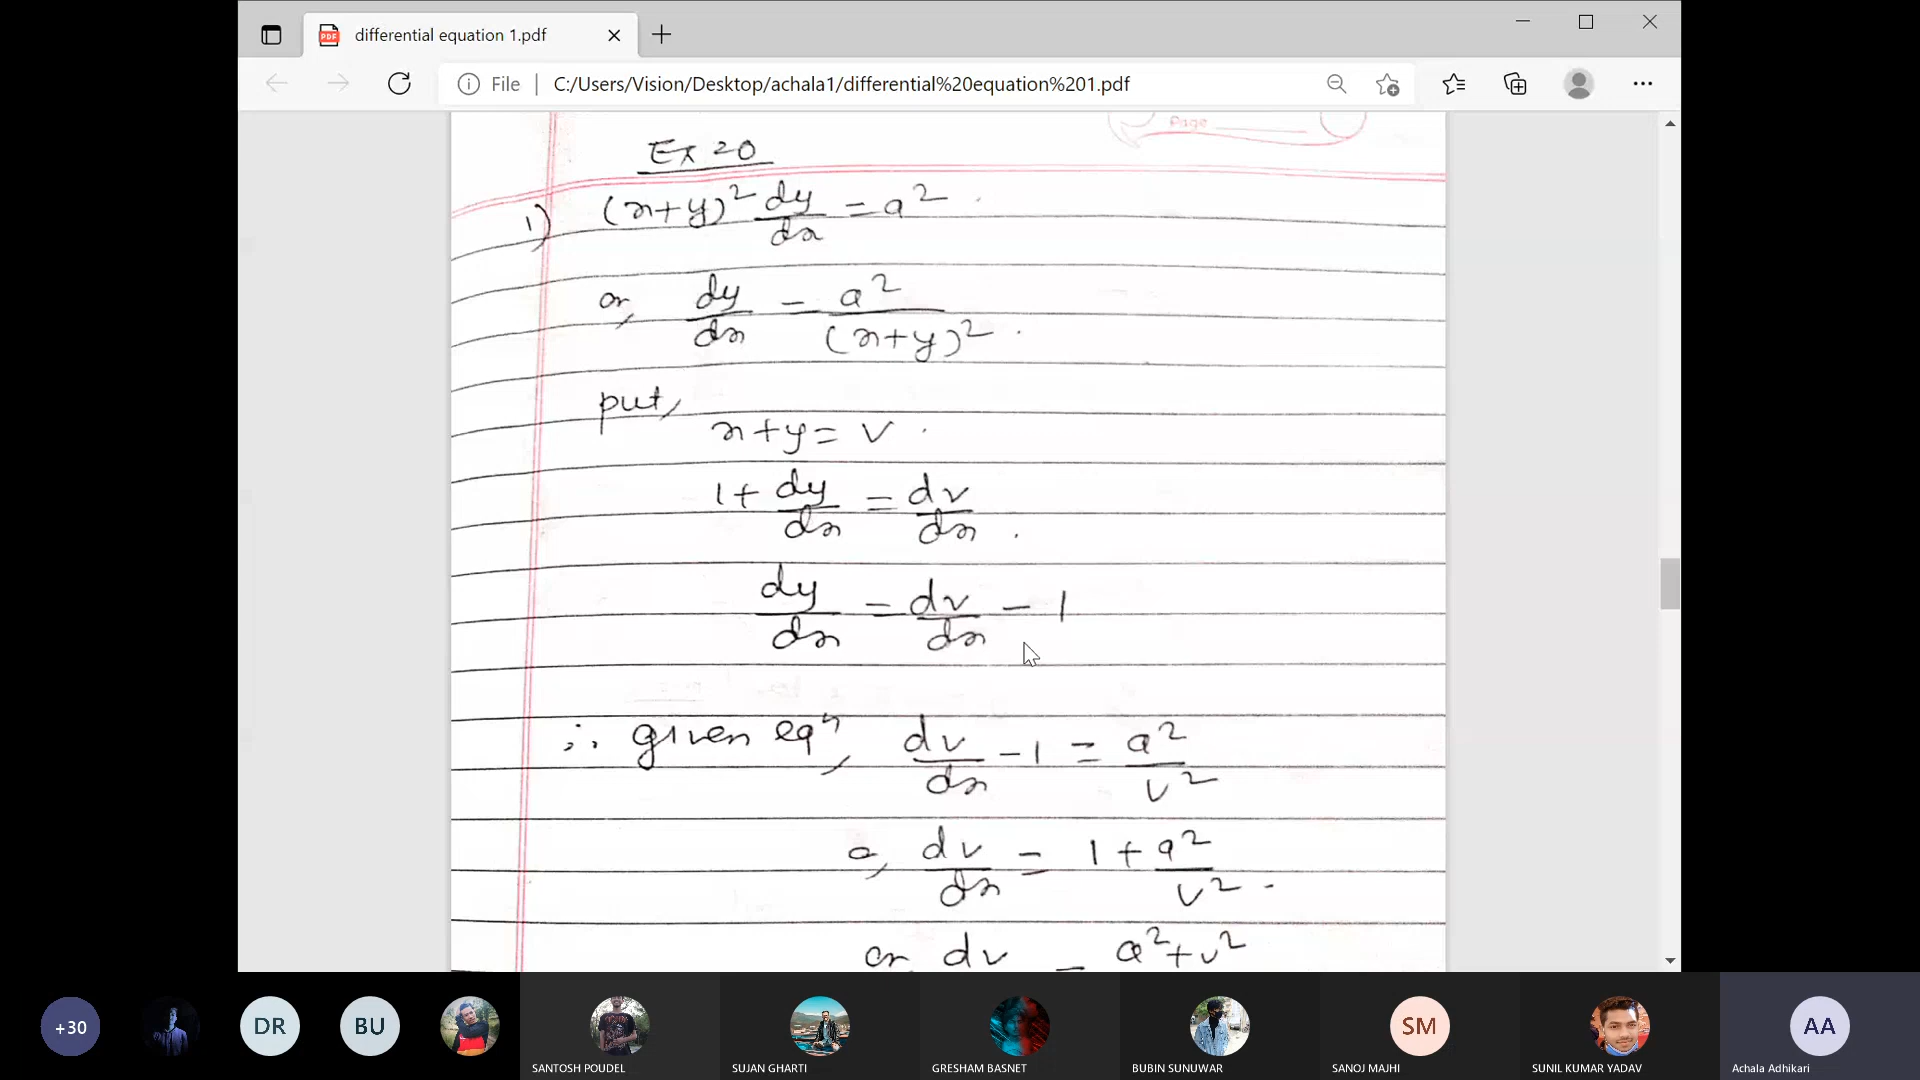 differential equation 1.pdf
File | C:/Users/Vision/Desktop/achala1/differential%20equation%201.pdf
Page
Ex 20
1) (x+y)² dy/dx = a²
or, dy/dx = a²/(x+y)²
put,
x+y = v
1 + dy/dx = dv/dx
dy/dx = dv/dx - 1
∴ given eqⁿ, dv/dx - 1 = a²/v²
or, dv/dx = 1 + a²/v²
or dv = a²+v²
+30
DR
BU
SM
AA
SANTOSH POUDEL
SUJAN GHARTI
GRESHAM BASNET
BUBIN SUNUWAR
SANOJ MAJHI
SUNIL KUMAR YADAV
Achala Adhikari